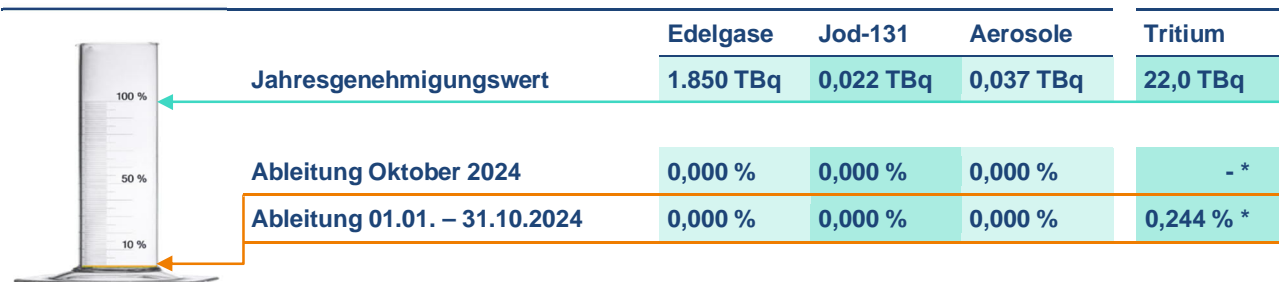 Edelgase Jod-131 Aerosole Tritium
Jahresgenehmigungswert 1.850 TBq 0,022 TBq 0,037 TBq 22,0 TBq
100 %
Ableitung Oktober 2024 0,000 % 0,000 % 0,000 % - *
50 %
Ableitung 01.01. – 31.10.2024 0,000 % 0,000 % 0,000 % 0,244 % *
10 %